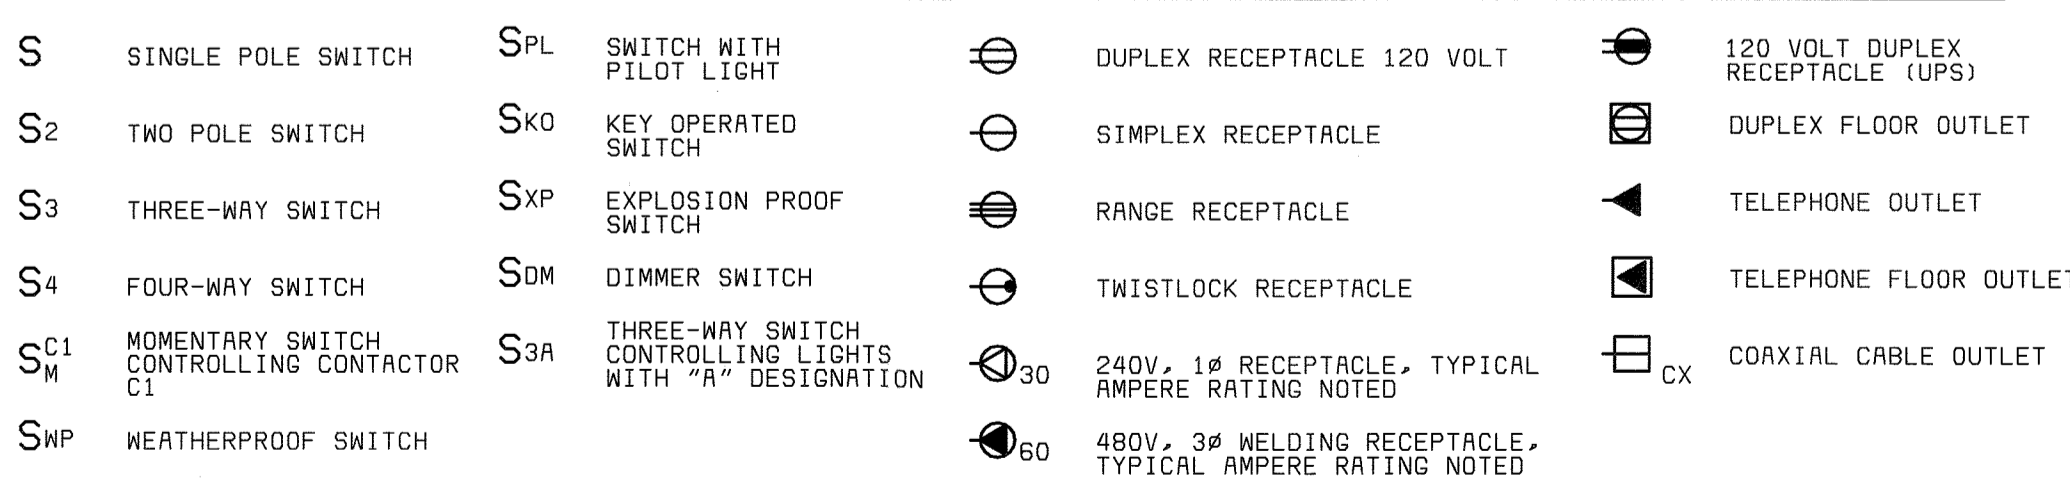 S SINGLE POLE SWITCH
S2 TWO POLE SWITCH
S3 THREE-WAY SWITCH
S4 FOUR-WAY SWITCH
S C1 M MOMENTARY SWITCH
CONTROLLING CONTACTOR
C1
SWP WEATHERPROOF SWITCH
SPL SWITCH WITH
PILOT LIGHT
SKO KEY OPERATED
SWITCH
SXP EXPLOSION PROOF
SWITCH
SDM DIMMER SWITCH
S3A THREE-WAY SWITCH
CONTROLLING LIGHTS
WITH "A" DESIGNATION
DUPLEX RECEPTACLE 120 VOLT
SIMPLEX RECEPTACLE
RANGE RECEPTACLE
TWISTLOCK RECEPTACLE
30 240V, 1Ø RECEPTACLE, TYPICAL
AMPERE RATING NOTED
60 480V, 3Ø WELDING RECEPTACLE,
TYPICAL AMPERE RATING NOTED
120 VOLT DUPLEX
RECEPTACLE (UPS)
DUPLEX FLOOR OUTLET
TELEPHONE OUTLET
TELEPHONE FLOOR OUTLET
CX COAXIAL CABLE OUTLET